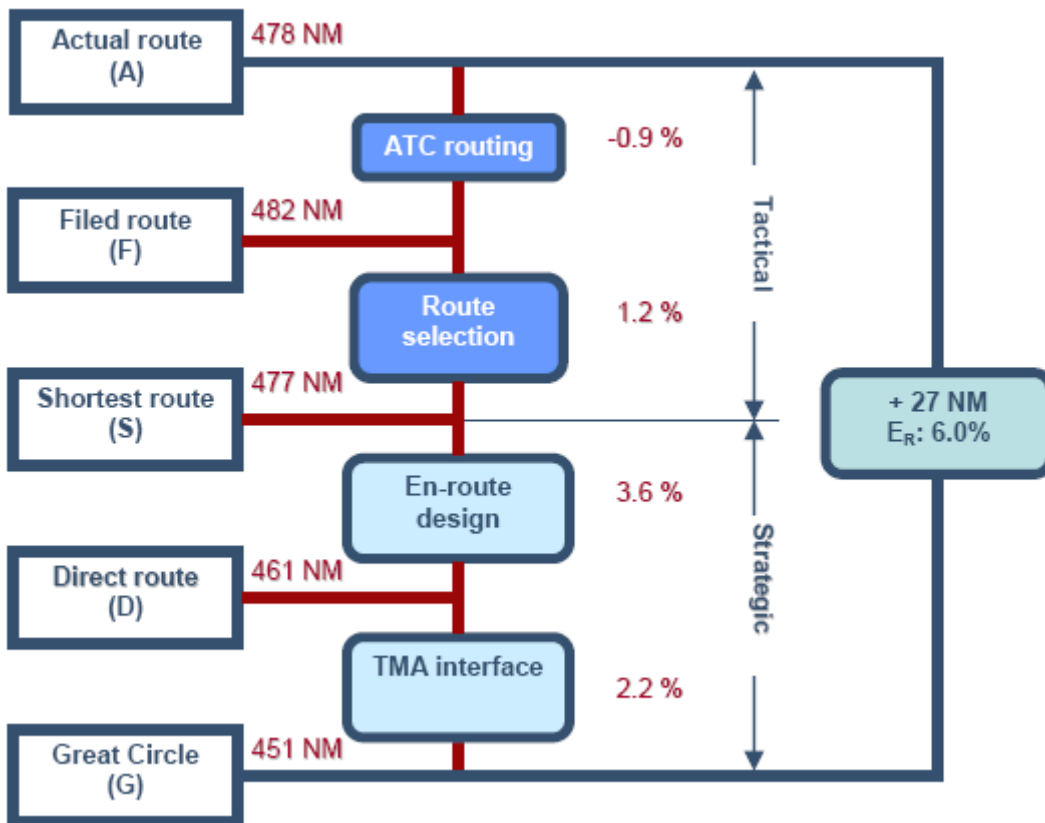 Actual route
(A)
478 NM
ATC routing
-0.9 %
Filed route
(F)
482 NM
Route
selection
1.2 %
Tactical
Shortest route
(S)
477 NM
+ 27 NM
E_R: 6.0%
En-route
design
3.6 %
Strategic
Direct route
(D)
461 NM
TMA interface
2.2 %
Great Circle
(G)
451 NM